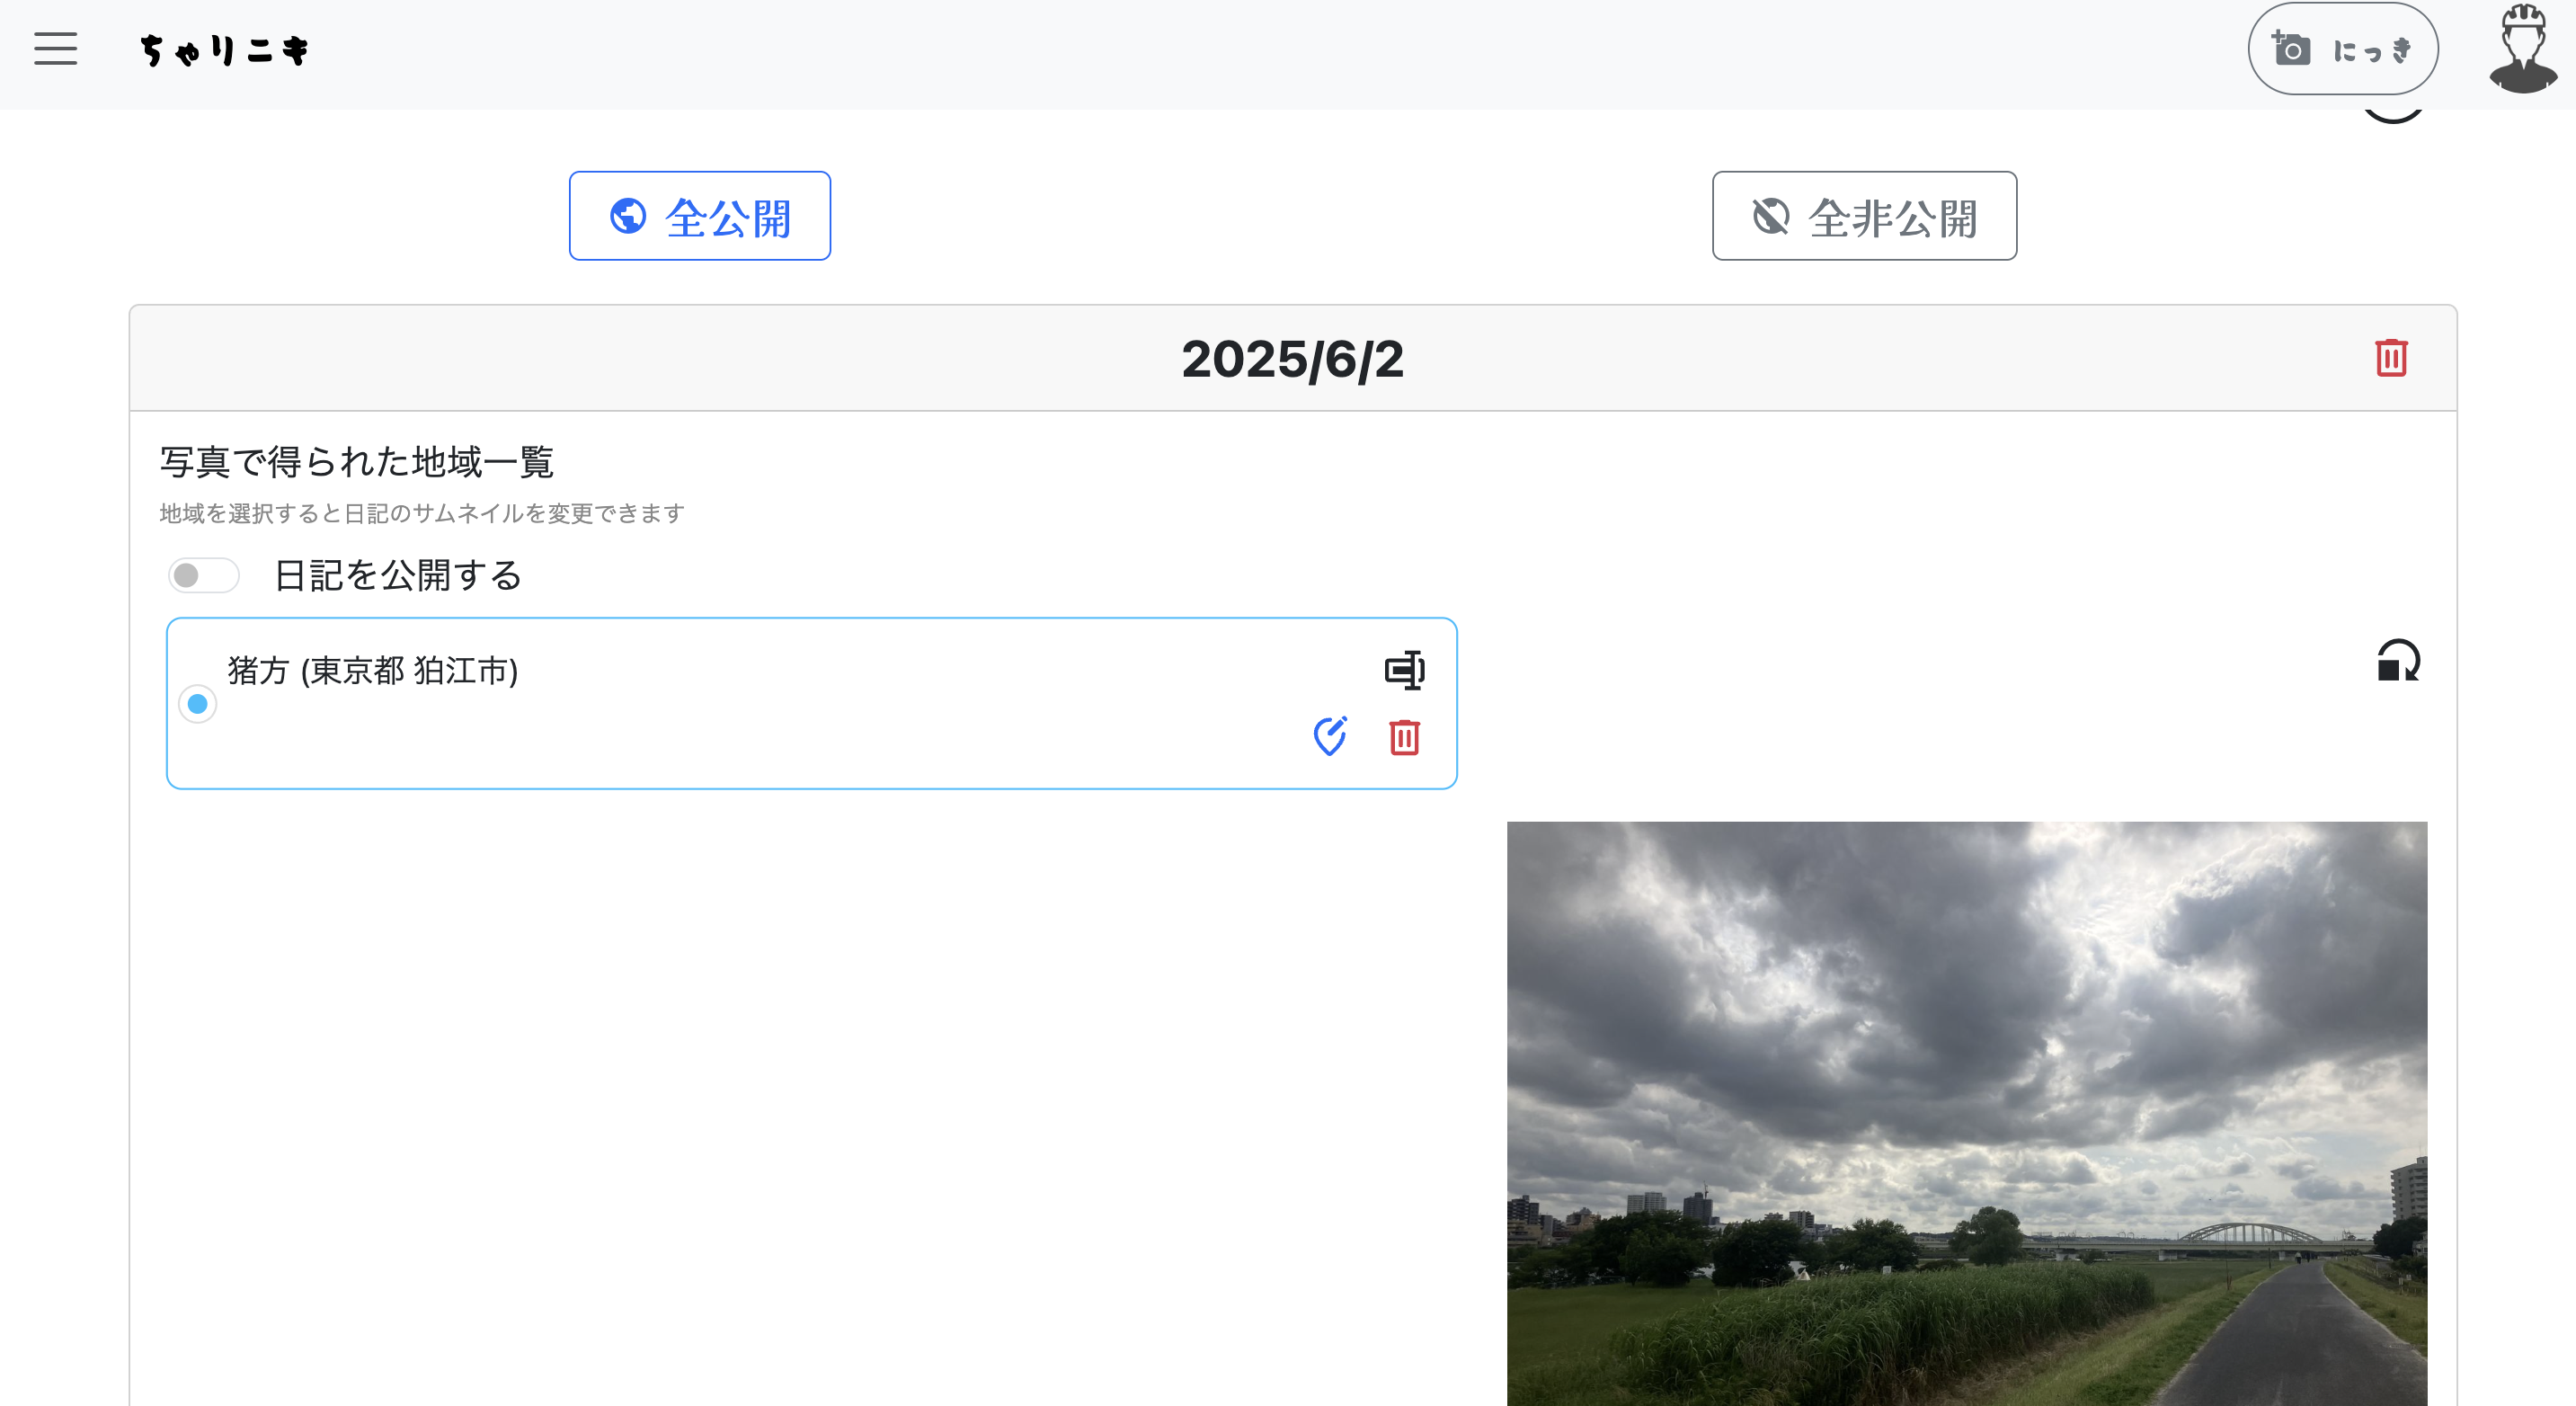 ちゃりニキ
にっき
全公開
全非公開
2025/6/2
写真で得られた地域一覧
地域を選択すると日記のサムネイルを変更できます
日記を公開する
猪方 (東京都 狛江市)